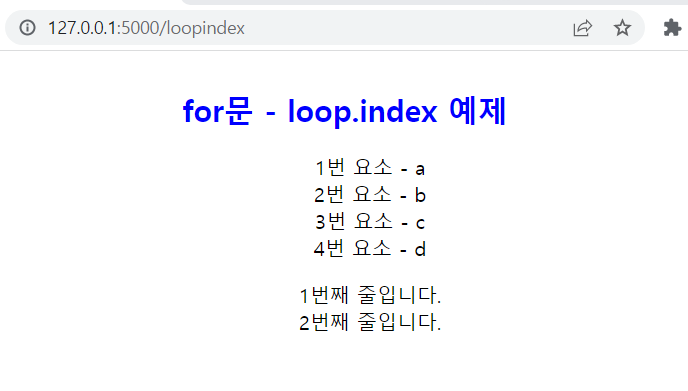 127.0.0.1:5000/loopindex
for문 - loop.index 예제
1번 요소 - a
2번 요소 - b
3번 요소 - c
4번 요소 - d
1번째 줄입니다.
2번째 줄입니다.